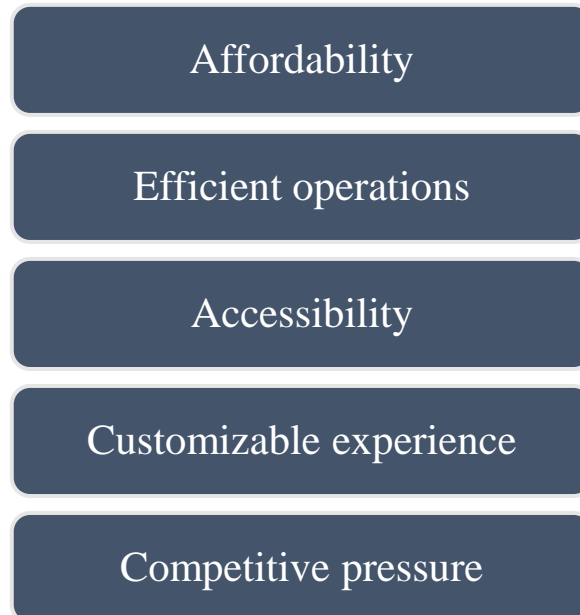 Affordability
Efficient operations
Accessibility
Customizable experience
Competitive pressure